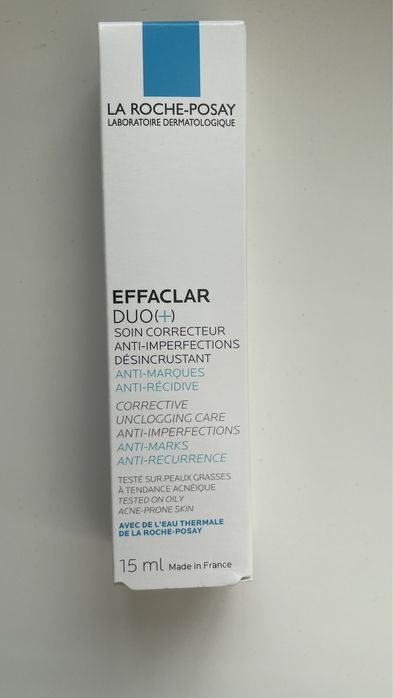 LA ROCHE-POSAY
LABORATOIRE DERMATOLOGIQUE
EFFACLAR
DUO(+)
SOIN CORRECTEUR
ANTI-IMPERFECTIONS
DÉSINCRUSTANT
ANTI-MARQUES
ANTI-RÉCIDIVE
CORRECTIVE
UNCLOGGING CARE
ANTI-IMPERFECTIONS
ANTI-MARKS
ANTI-RECURRENCE
TESTÉ SUR PEAUX GRASSES
À TENDANCE ACNÉIQUE
TESTED ON OILY
ACNE-PRONE SKIN
AVEC DE L'EAU THERMALE
DE LA ROCHE-POSAY
15 ml Made in France